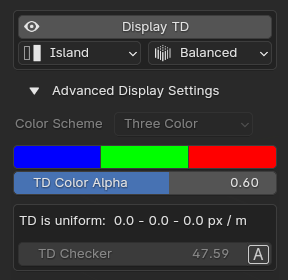 Display TD
Island Balanced
Advanced Display Settings
Color Scheme Three Color
TD Color Alpha 0.60
TD is uniform: 0.0 - 0.0 - 0.0 px / m
TD Checker 47.59 A